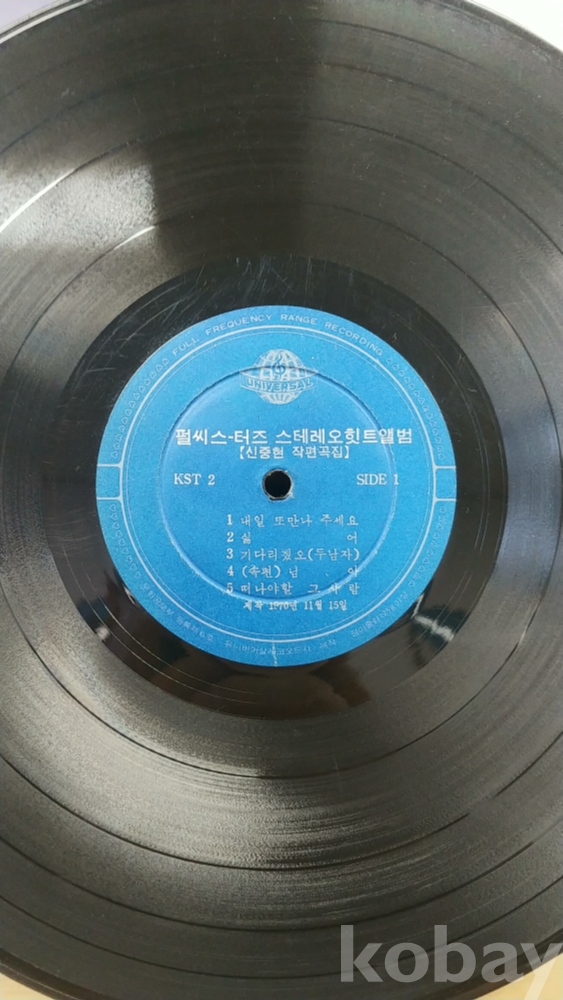 FULL FREQUENCY RANGE RECORDING
UNIVERSAL
펄씨스-터즈 스테레오힛트앨범
【신중현 작편곡집】
KST 2
SIDE 1
1 내일 또만나 주세요
2 싫 어
3 기다리겠오(두남자)
4 (속편)님 아
5 떠나야할 그 사람
제작 1970년 11월 15일
kobay